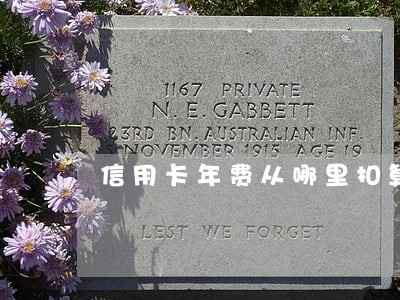 1167 PRIVATE
N. E. GABBETT
23RD BN. AUSTRALIAN INF.
NOVEMBER 1915 AGE 19
信用卡年费从哪里扣
LEST WE FORGET